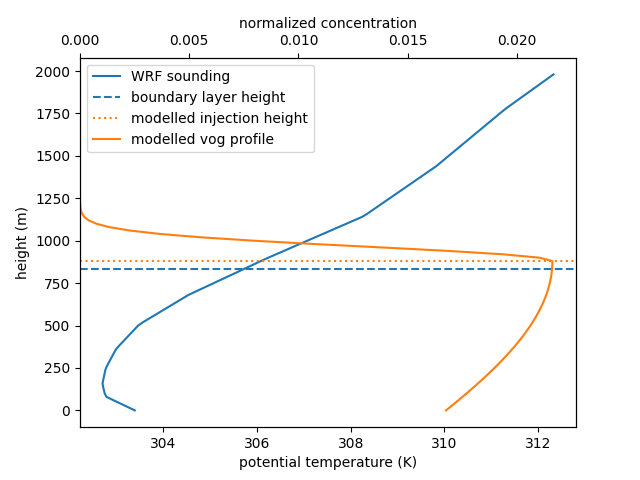 normalized concentration
0.000 0.005 0.010 0.015 0.020
WRF sounding
boundary layer height
modelled injection height
modelled vog profile
2000
1750
1500
1250
1000
750
500
250
0
height (m)
304 306 308 310 312
potential temperature (K)